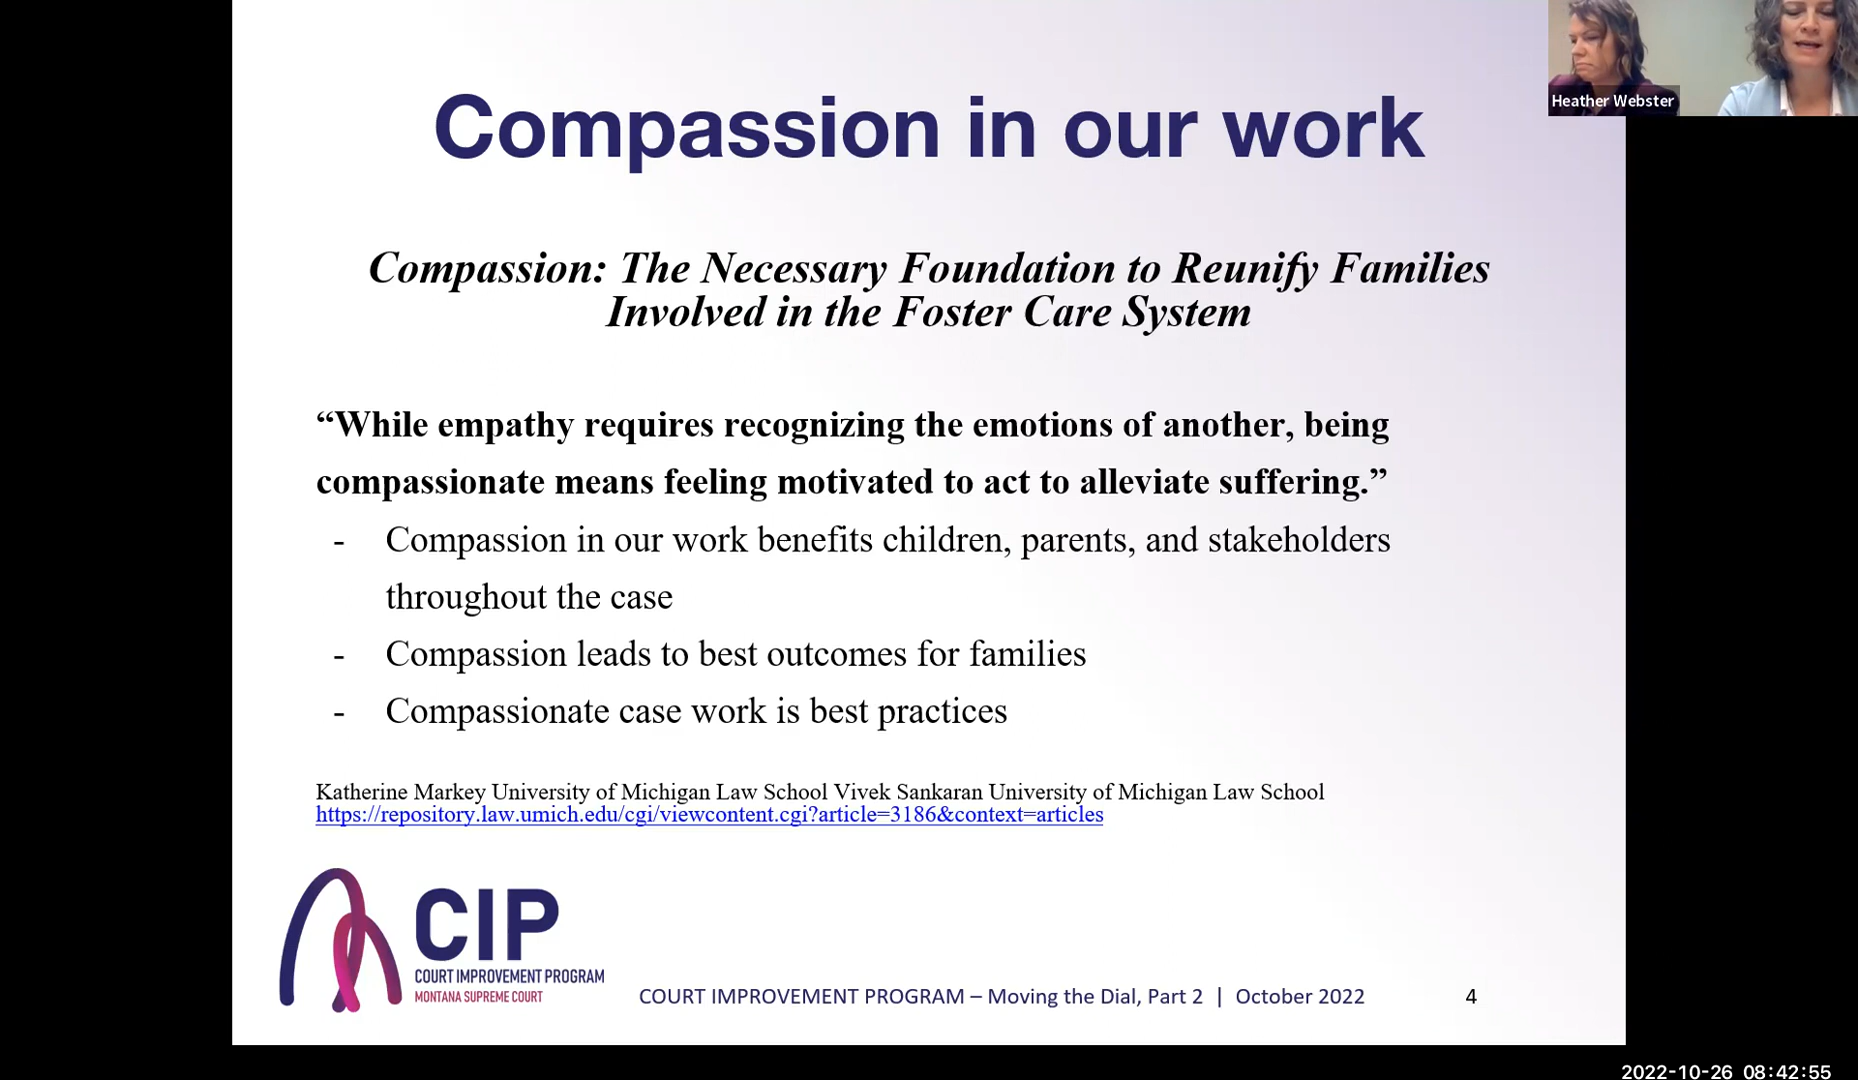 Compassion in our work
Heather Webster
Compassion: The Necessary Foundation to Reunify Families
Involved in the Foster Care System
“While empathy requires recognizing the emotions of another, being
compassionate means feeling motivated to act to alleviate suffering.”
- Compassion in our work benefits children, parents, and stakeholders
throughout the case
- Compassion leads to best outcomes for families
- Compassionate case work is best practices
Katherine Markey University of Michigan Law School Vivek Sankaran University of Michigan Law School
https://repository.law.umich.edu/cgi/viewcontent.cgi?article=3186&context=articles
CIP
COURT IMPROVEMENT PROGRAM
MONTANA SUPREME COURT
COURT IMPROVEMENT PROGRAM – Moving the Dial, Part 2 | October 2022 4
2022-10-26 08:42:55